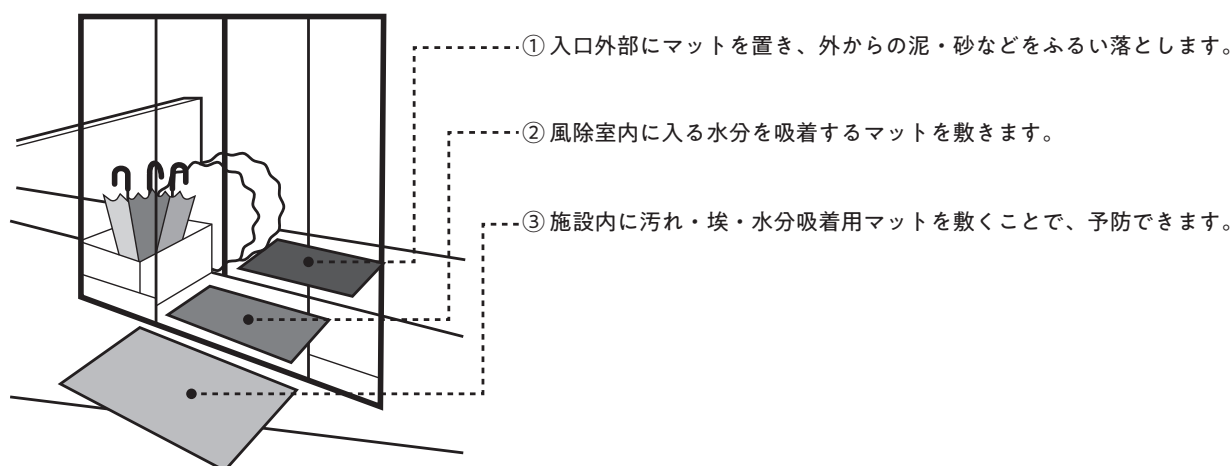 ① 入口外部にマットを置き、外からの泥・砂などをふるい落とします。
② 風除室内に入る水分を吸着するマットを敷きます。
③ 施設内に汚れ・埃・水分吸着用マットを敷くことで、予防できます。